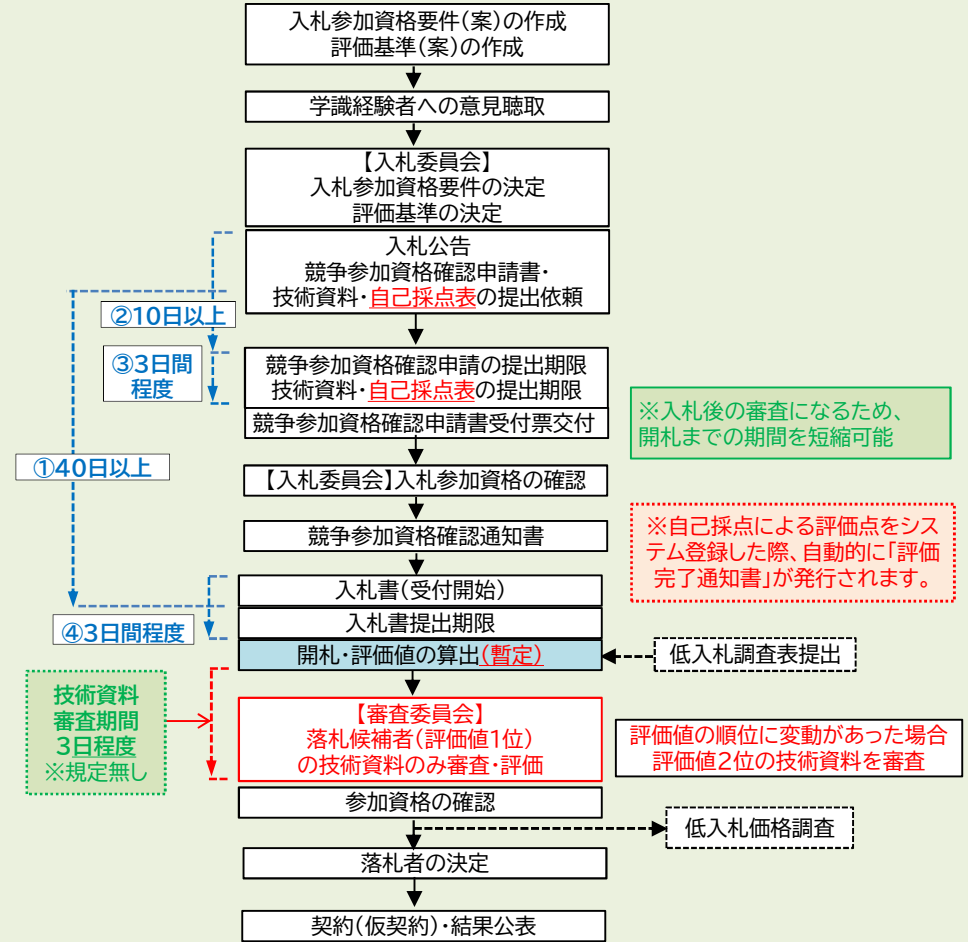 入札参加資格要件(案)の作成
評価基準(案)の作成
学識経験者への意見聴取
【入札委員会】
入札参加資格要件の決定
評価基準の決定
入札公告
競争参加資格確認申請書・
技術資料・自己採点表の提出依頼
②10日以上
③3日間
程度
競争参加資格確認申請の提出期限
技術資料・自己採点表の提出期限
競争参加資格確認申請書受付票交付
※入札後の審査になるため、
開札までの期間を短縮可能
①40日以上
【入札委員会】入札参加資格の確認
競争参加資格確認通知書
※自己採点による評価点をシス
テム登録した際、自動的に「評価
完了通知書」が発行されます。
入札書(受付開始)
④3日間程度
入札書提出期限
開札・評価値の算出(暫定)
低入札調査表提出
技術資料
審査期間
3日程度
※規定無し
【審査委員会】
落札候補者(評価値1位)
の技術資料のみ審査・評価
評価値の順位に変動があった場合
評価値2位の技術資料を審査
参加資格の確認
低入札価格調査
落札者の決定
契約(仮契約)・結果公表